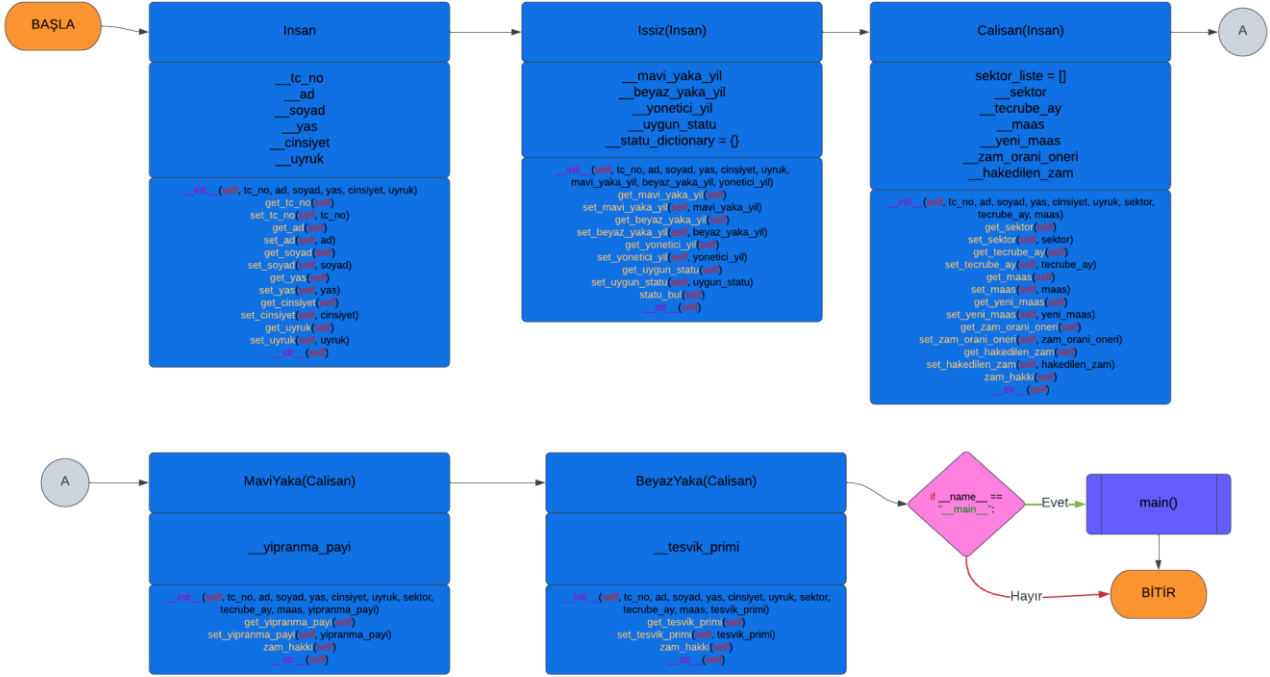 BAŞLA
Insan
__tc_no
__ad
__soyad
__yas
__cinsiyet
__uyruk
__init__(self, tc_no, ad, soyad, yas, cinsiyet, uyruk)
get_tc_no(self)
set_tc_no(self, tc_no)
get_ad(self)
set_ad(self, ad)
get_soyad(self)
set_soyad(self, soyad)
get_yas(self)
set_yas(self, yas)
get_cinsiyet(self)
set_cinsiyet(self, cinsiyet)
get_uyruk(self)
set_uyruk(self, uyruk)
__str__(self)
Issiz(Insan)
__mavi_yaka_yil
__beyaz_yaka_yil
__yonetici_yil
__uygun_statu
__statu_dictionary = {}
__init__(self, tc_no, ad, soyad, yas, cinsiyet, uyruk,
mavi_yaka_yil, beyaz_yaka_yil, yonetici_yil)
get_mavi_yaka_yil(self)
set_mavi_yaka_yil(self, mavi_yaka_yil)
get_beyaz_yaka_yil(self)
set_beyaz_yaka_yil(self, beyaz_yaka_yil)
get_yonetici_yil(self)
set_yonetici_yil(self, yonetici_yil)
get_uygun_statu(self)
set_uygun_statu(self, uygun_statu)
statu_bul(self)
__str__(self)
Calisan(Insan)
sektor_liste = []
__sektor
__tecrube_ay
__maas
__yeni_maas
__zam_orani_oneri
__hakedilen_zam
__init__(self, tc_no, ad, soyad, yas, cinsiyet, uyruk, sektor,
tecrube_ay, maas)
get_sektor(self)
set_sektor(self, sektor)
get_tecrube_ay(self)
set_tecrube_ay(self, tecrube_ay)
get_maas(self)
set_maas(self, maas)
get_yeni_maas(self)
set_yeni_maas(self, yeni_maas)
get_zam_orani_oneri(self)
set_zam_orani_oneri(self, zam_orani_oneri)
get_hakedilen_zam(self)
set_hakedilen_zam(self, hakedilen_zam)
zam_hakki(self)
__str__(self)
A
A
MaviYaka(Calisan)
__yipranma_payi
__init__(self, tc_no, ad, soyad, yas, cinsiyet, uyruk, sektor,
tecrube_ay, maas, yipranma_payi)
get_yipranma_payi(self)
set_yipranma_payi(self, yipranma_payi)
zam_hakki(self)
__str__(self)
BeyazYaka(Calisan)
__tesvik_primi
__init__(self, tc_no, ad, soyad, yas, cinsiyet, uyruk, sektor,
tecrube_ay, maas, tesvik_primi)
get_tesvik_primi(self)
set_tesvik_primi(self, tesvik_primi)
zam_hakki(self)
__str__(self)
if __name__ ==
"__main__":
Evet
main()
Hayır
BİTİR